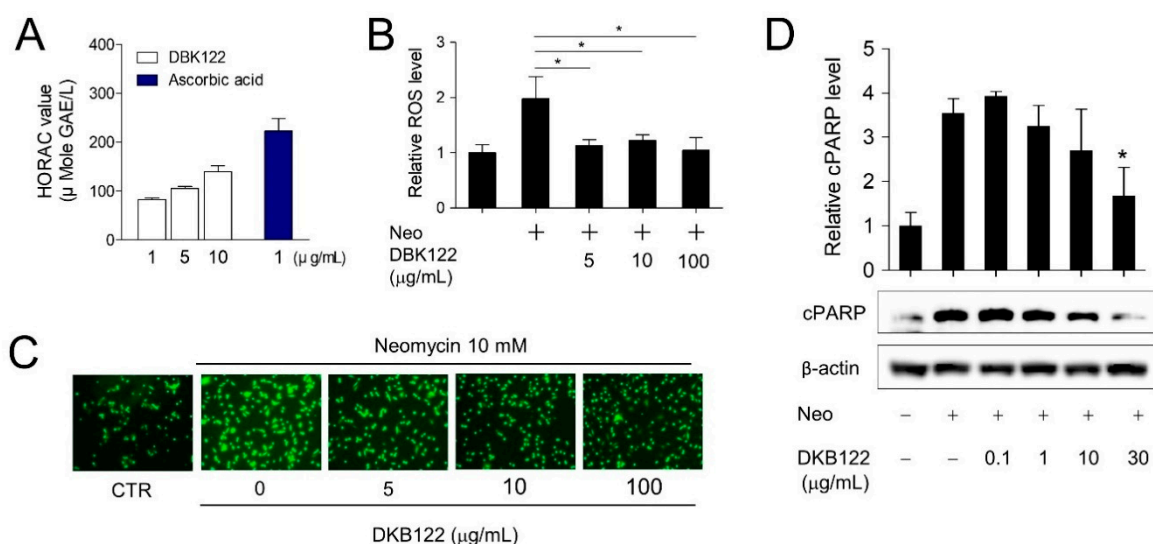 A
HORAC value
(μ Mole GAE/L)
400
300
200
100
0
DBK122
Ascorbic acid
1 5 10 1 (μ g/mL)
B
* 
*
*
Relative ROS level
3
2
1
0
Neo + + + +
DBK122 5 10 100
(μg/mL)
C
Neomycin 10 mM
CTR 0 5 10 100
DKB122 (μg/mL)
D
Relative cPARP level
5
4
3
2
1
0
*
cPARP
β-actin
Neo – + + + + +
DKB122 – – 0.1 1 10 30
(μg/mL)